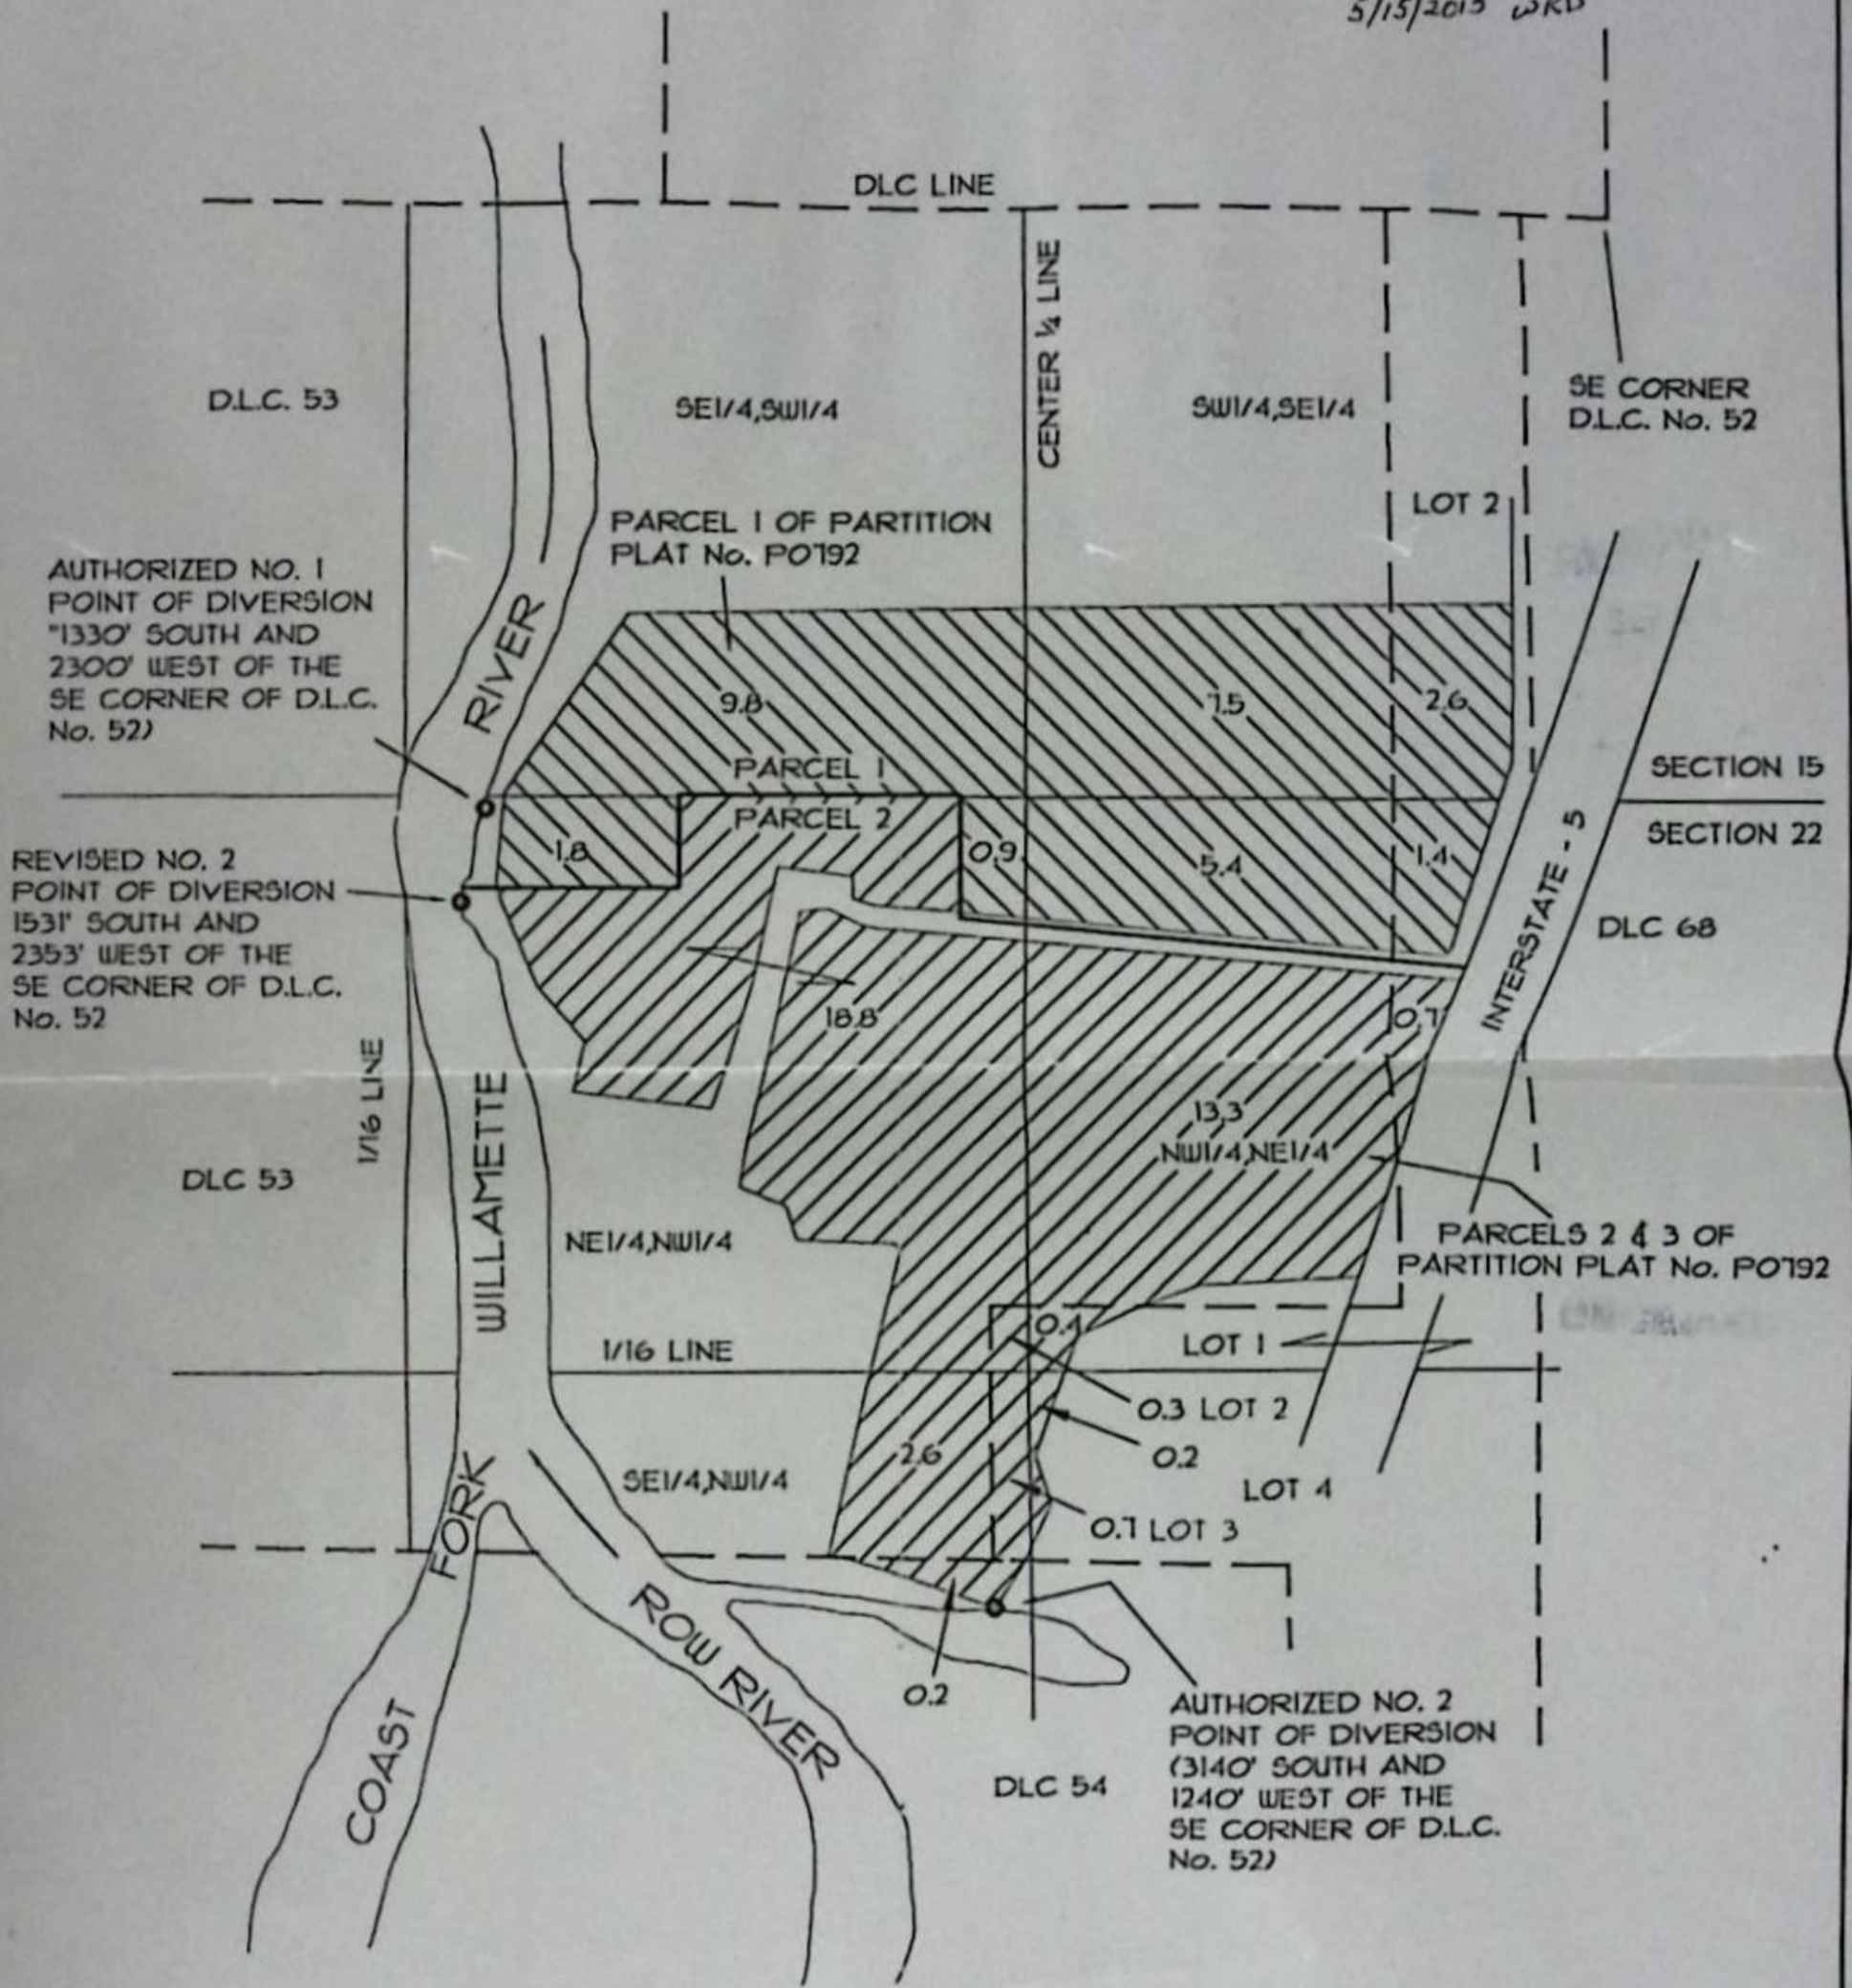 5/15/2013 WRD
DLC LINE
CENTER 1/4 LINE
D.L.C. 53
SE1/4,SW1/4
SW1/4,SE1/4
SE CORNER
D.L.C. No. 52
LOT 2
PARCEL 1 OF PARTITION
PLAT No. PO792
AUTHORIZED NO. 1
POINT OF DIVERSION
"1330' SOUTH AND
2300' WEST OF THE
SE CORNER OF D.L.C.
No. 52)
RIVER
9.8
7.5
2.6
PARCEL 1
SECTION 15
PARCEL 2
SECTION 22
1.8
0.9
5.4
1.4
INTERSTATE - 5
REVISED NO. 2
POINT OF DIVERSION
1531' SOUTH AND
2353' WEST OF THE
SE CORNER OF D.L.C.
No. 52
DLC 68
18.8
0.7
1/16 LINE
13.3
NW1/4,NE1/4
DLC 53
WILLAMETTE
NE1/4,NW1/4
PARCELS 2 & 3 OF
PARTITION PLAT No. PO792
0.4
1/16 LINE
LOT 1
0.3 LOT 2
0.2
2.6
SE1/4,NW1/4
LOT 4
0.7 LOT 3
FORK
ROW RIVER
0.2
COAST
DLC 54
AUTHORIZED NO. 2
POINT OF DIVERSION
(3140' SOUTH AND
1240' WEST OF THE
SE CORNER OF D.L.C.
No. 52)